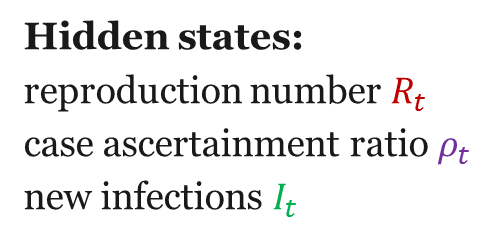 Hidden states:
reproduction number Rₜ
case ascertainment ratio ρₜ
new infections Iₜ